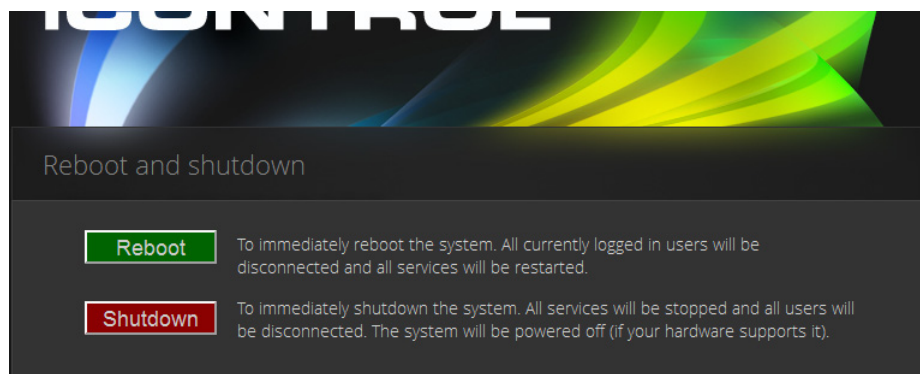 iCONTROL
Reboot and shutdown
Reboot
To immediately reboot the system. All currently logged in users will be
disconnected and all services will be restarted.
Shutdown
To immediately shutdown the system. All services will be stopped and all users will
be disconnected. The system will be powered off (if your hardware supports it).